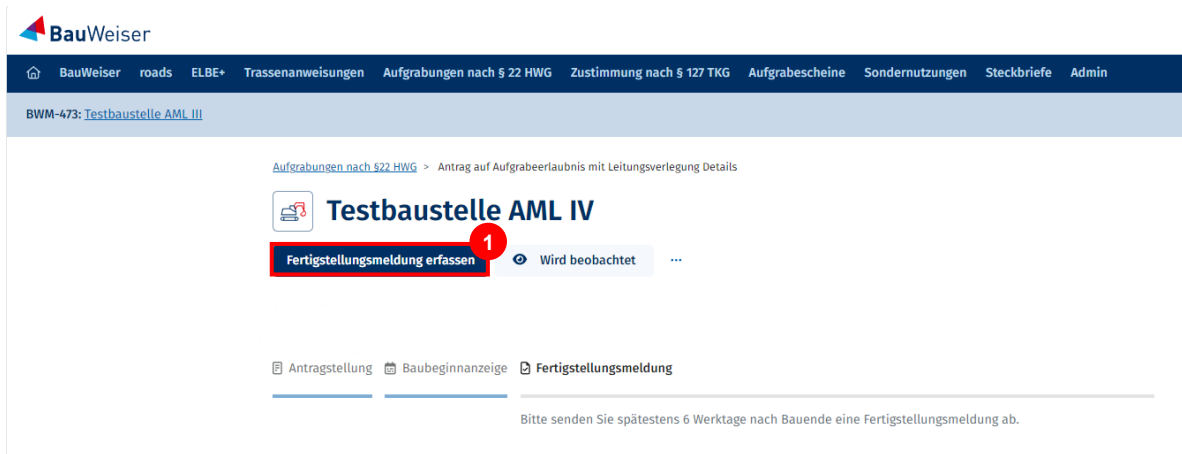 BauWeiser
BauWeiser roads ELBE+ Trassenanweisungen Aufgrabungen nach § 22 HWG Zustimmung nach § 127 TKG Aufgrabescheine Sondernutzungen Steckbriefe Admin
BWM-473: Testbaustelle AML III
Aufgrabungen nach §22 HWG > Antrag auf Aufgrabeerlaubnis mit Leitungsverlegung Details
Testbaustelle AML IV
1
Fertigstellungsmeldung erfassen Wird beobachtet ...
Antragstellung Baubeginnanzeige Fertigstellungsmeldung
Bitte senden Sie spätestens 6 Werktage nach Bauende eine Fertigstellungsmeldung ab.